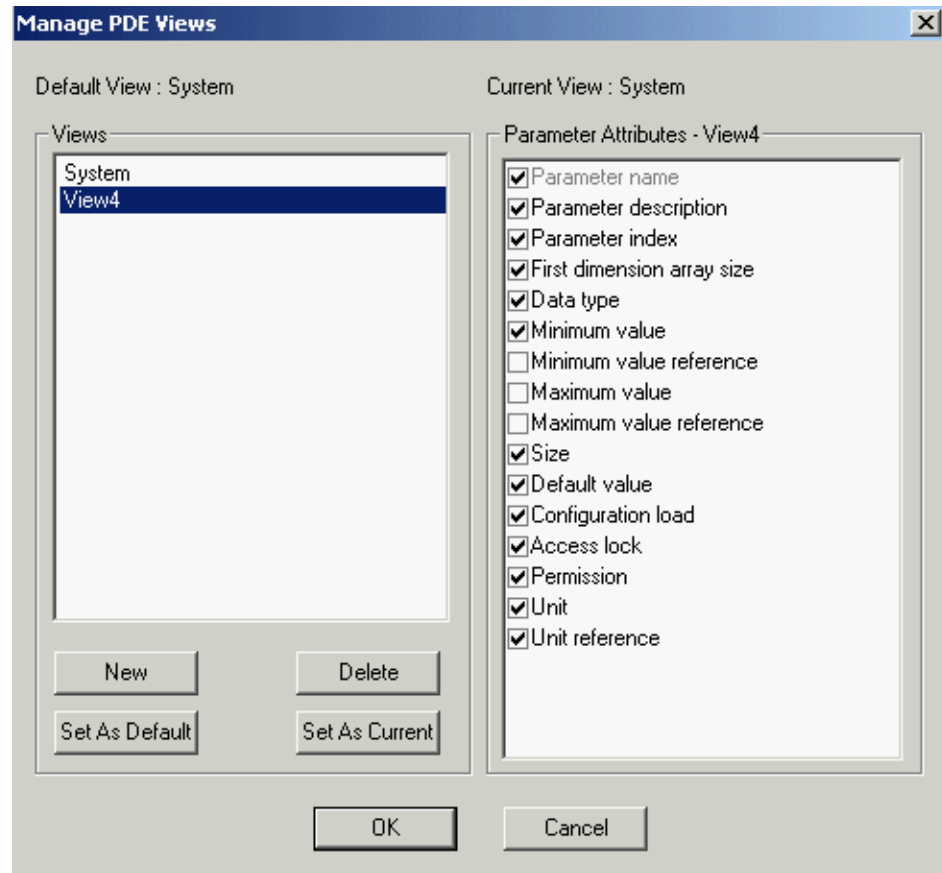 Manage PDE Views
Default View : System
Current View : System
Views
System
View4
New
Delete
Set As Default
Set As Current
Parameter Attributes - View4
Parameter name
Parameter description
Parameter index
First dimension array size
Data type
Minimum value
Minimum value reference
Maximum value
Maximum value reference
Size
Default value
Configuration load
Access lock
Permission
Unit
Unit reference
OK
Cancel